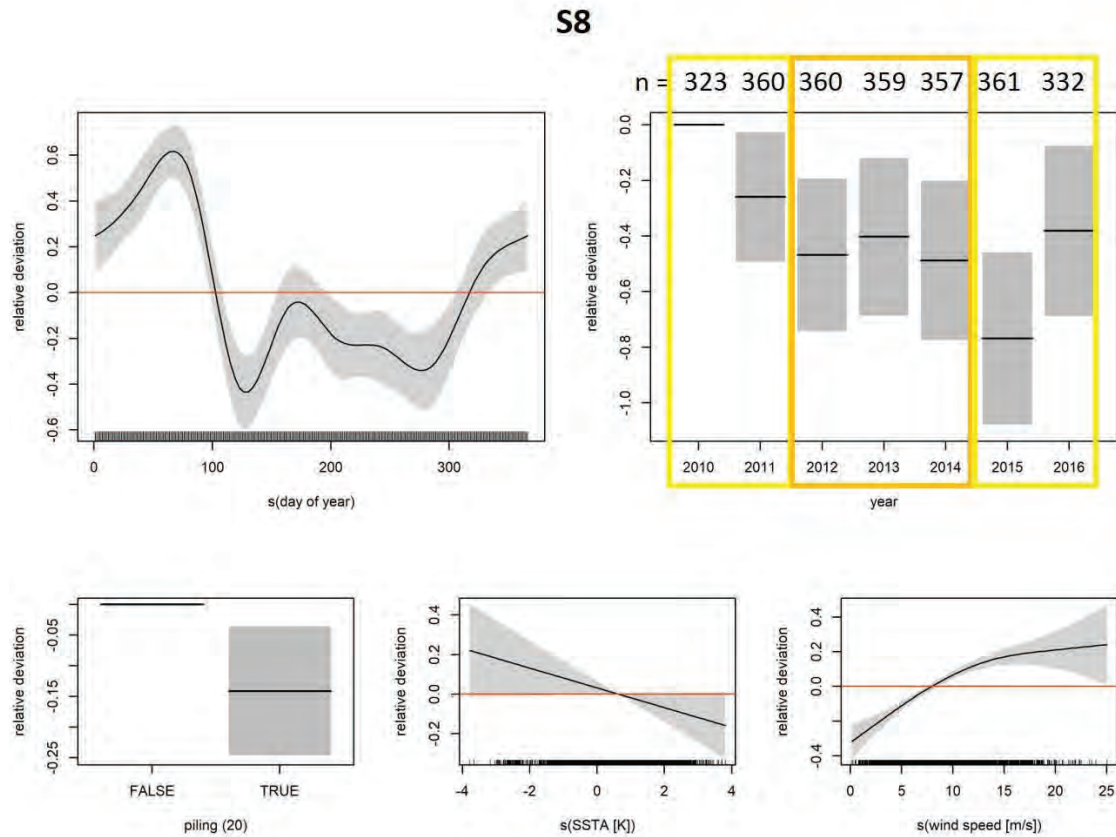 S8
n = 323 360 360 359 357 361 332
relative deviation
0.6
0.4
0.2
0.0
-0.2
-0.4
-0.6
0 100 200 300
s(day of year)
relative deviation
0.0
-0.2
-0.4
-0.6
-0.8
-1.0
2010 2011 2012 2013 2014 2015 2016
year
relative deviation
-0.05
-0.15
-0.25
FALSE TRUE
piling (20)
relative deviation
0.4
0.2
0.0
-0.2
-4 -2 0 2 4
s(SSTA [K])
relative deviation
0.4
0.2
0.0
-0.4
0 5 10 15 20 25
s(wind speed [m/s])